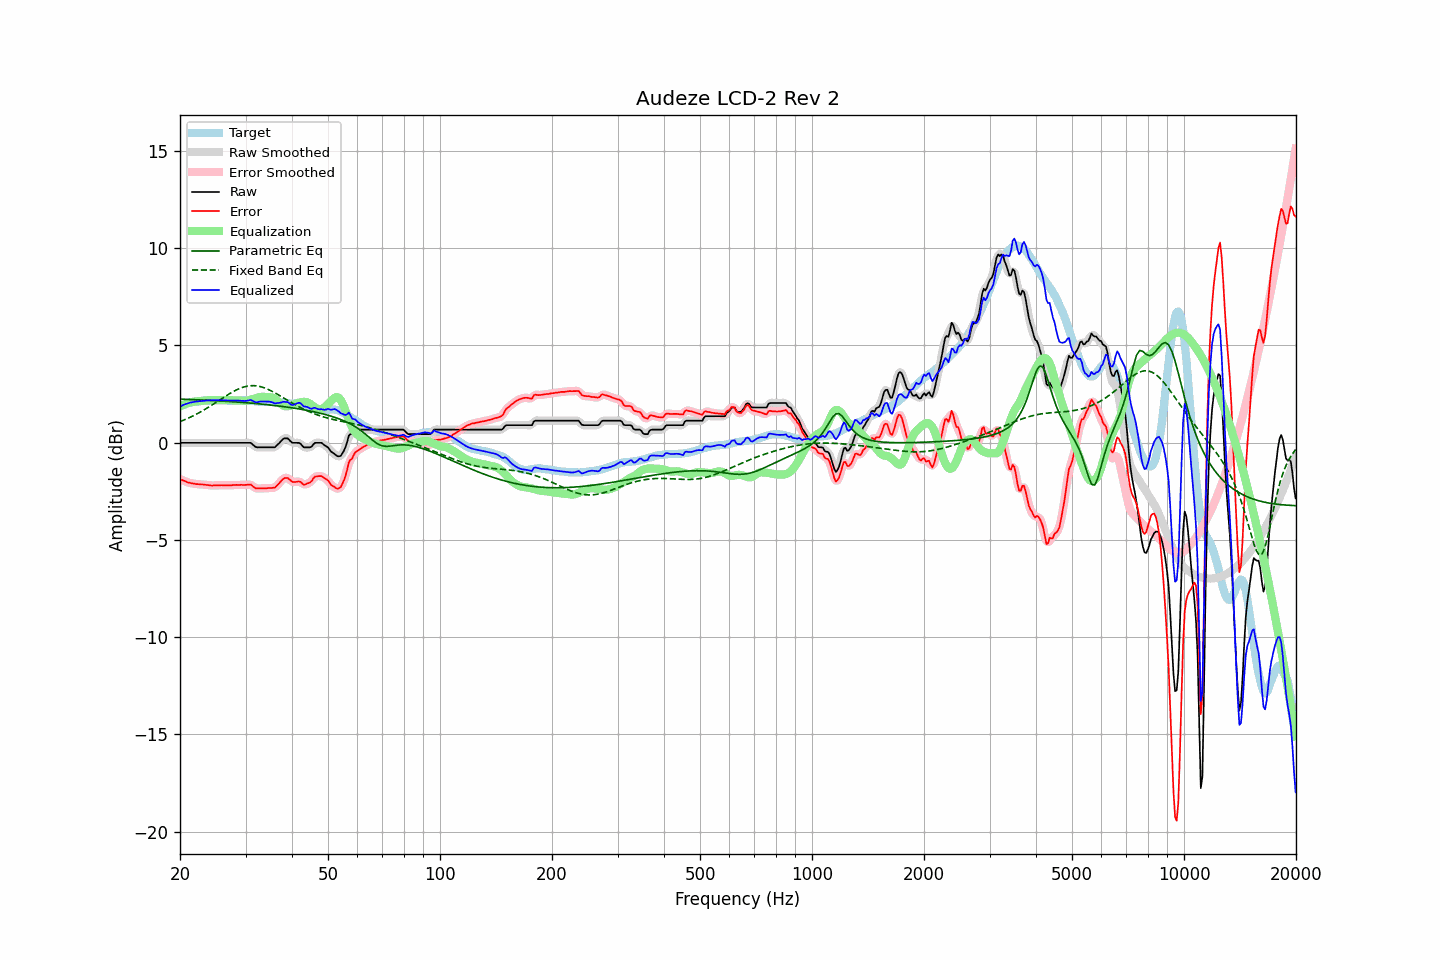 Audeze LCD-2 Rev 2
Target
Raw Smoothed
Error Smoothed
Raw
Error
Equalization
Parametric Eq
Fixed Band Eq
Equalized
15
10
5
0
−5
−10
−15
−20
Amplitude (dBr)
20 50 100 200 500 1000 2000 5000 10000 20000
Frequency (Hz)